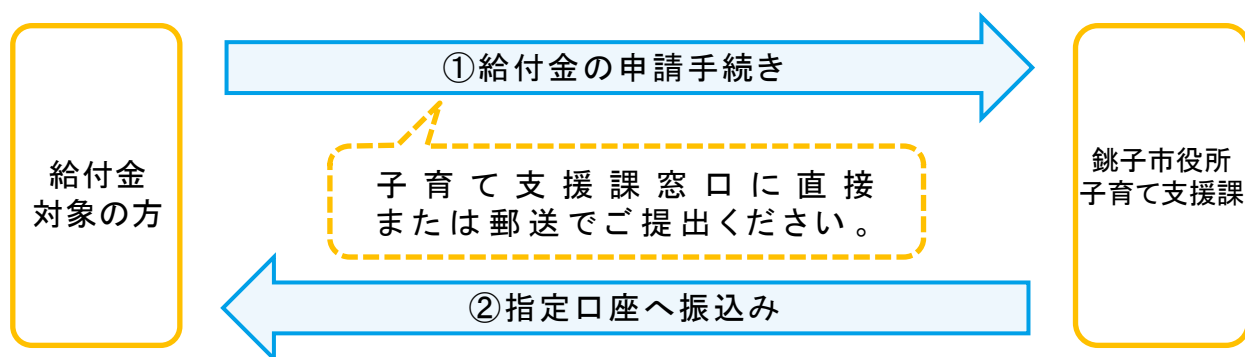 ①給付金の申請手続き
給付金
対象の方
子育て支援課窓口に直接
または郵送でご提出ください。
銚子市役所
子育て支援課
②指定口座へ振込み